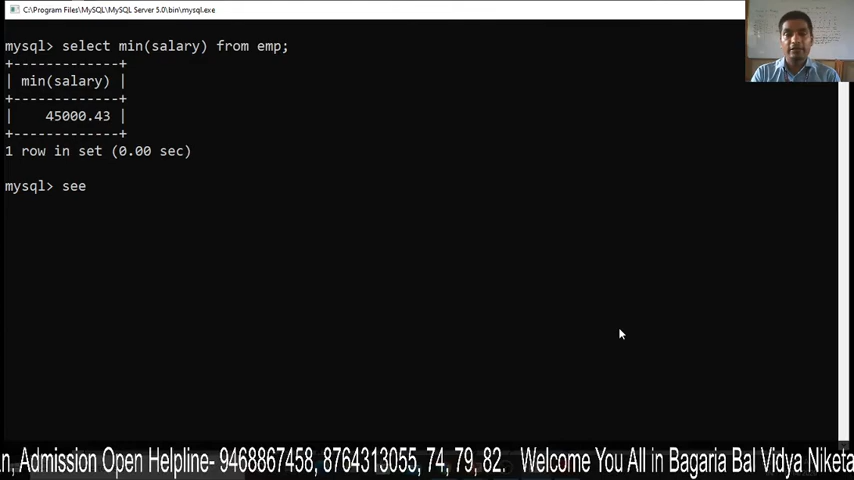 C:\Program Files\MySQL\MySQL Server 5.0\bin\mysql.exe
mysql> select min(salary) from emp;
+-------------+
| min(salary) |
+-------------+
|    45000.43 |
+-------------+
1 row in set (0.00 sec)
mysql> see
n, Admission Open Helpline- 9468867458, 8764313055, 74, 79, 82.   Welcome You All in Bagaria Bal Vidya Niketa